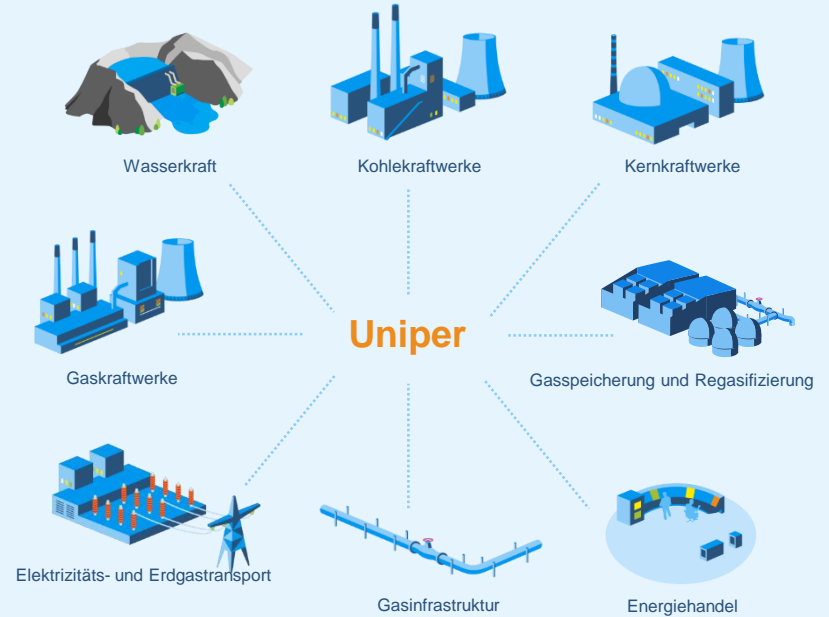 Wasserkraft
Kohlekraftwerke
Kernkraftwerke
Uniper
Gaskraftwerke
Gasspeicherung und Regasifizierung
Elektrizitäts- und Erdgastransport
Gasinfrastruktur
Energiehandel